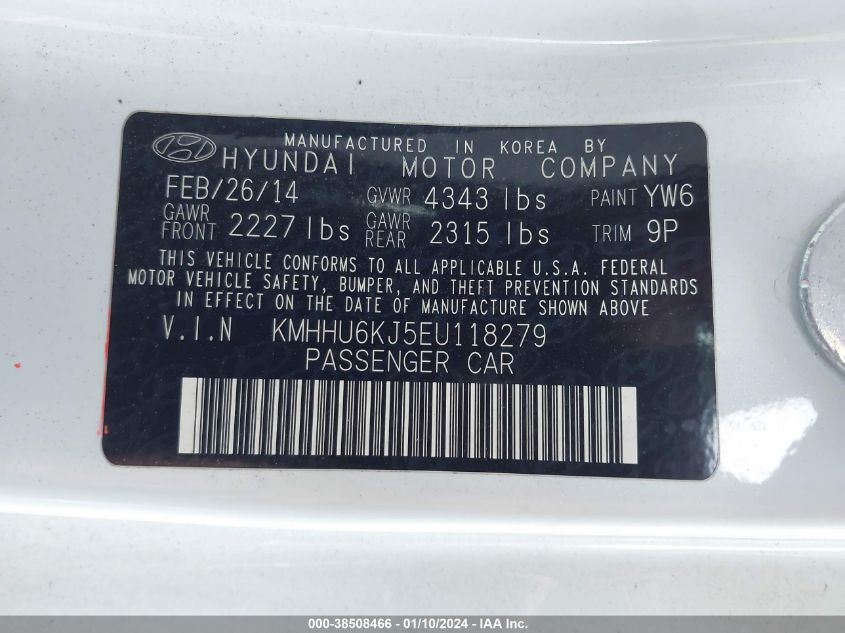 MANUFACTURED IN KOREA BY
HYUNDAI MOTOR COMPANY
FEB/26/14 GVWR 4343 lbs PAINT YW6
GAWR FRONT 2227 lbs GAWR REAR 2315 lbs TRIM 9P
THIS VEHICLE CONFORMS TO ALL APPLICABLE U.S.A. FEDERAL
MOTOR VEHICLE SAFETY, BUMPER, AND THEFT PREVENTION STANDARDS
IN EFFECT ON THE DATE OF MANUFACTURE SHOWN ABOVE
V.I.N KMHHU6KJ5EU118279
PASSENGER CAR
000-38508466 - 01/10/2024 - IAA Inc.